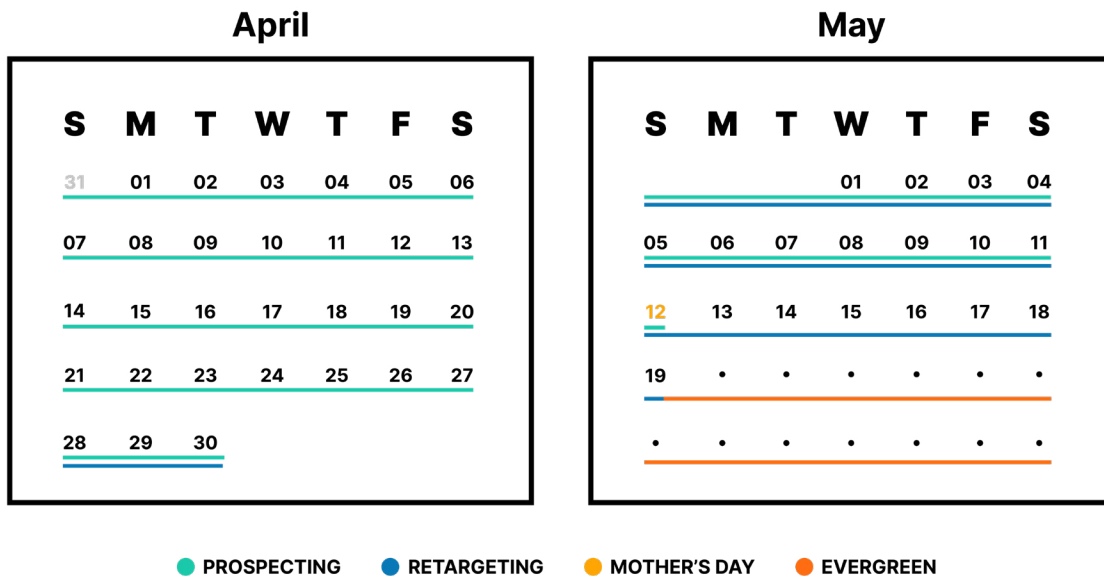 April
S M T W T F S
31 01 02 03 04 05 06
07 08 09 10 11 12 13
14 15 16 17 18 19 20
21 22 23 24 25 26 27
28 29 30
May
S M T W T F S
01 02 03 04
05 06 07 08 09 10 11
12 13 14 15 16 17 18
19 • • • • • •
• • • • • • •
PROSPECTING RETARGETING MOTHER'S DAY EVERGREEN